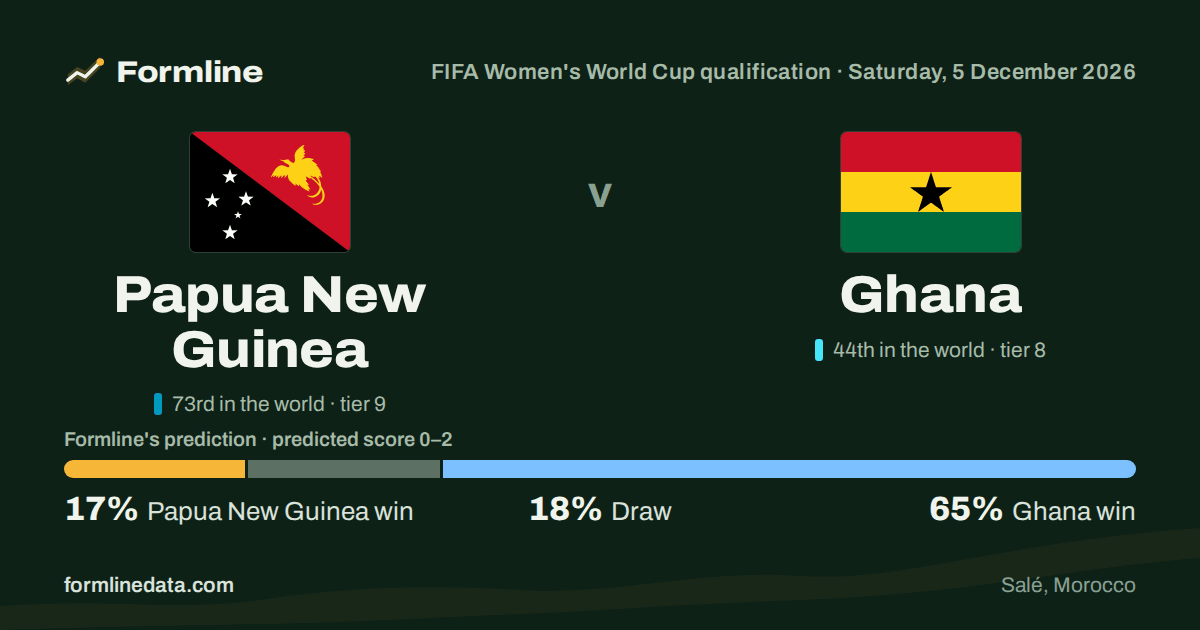 Formline
FIFA Women's World Cup qualification · Saturday, 5 December 2026
v
Papua New
Guinea
73rd in the world · tier 9
Ghana
44th in the world · tier 8
Formline's prediction · predicted score 0–2
17% Papua New Guinea win
18% Draw
65% Ghana win
formlinedata.com
Salé, Morocco